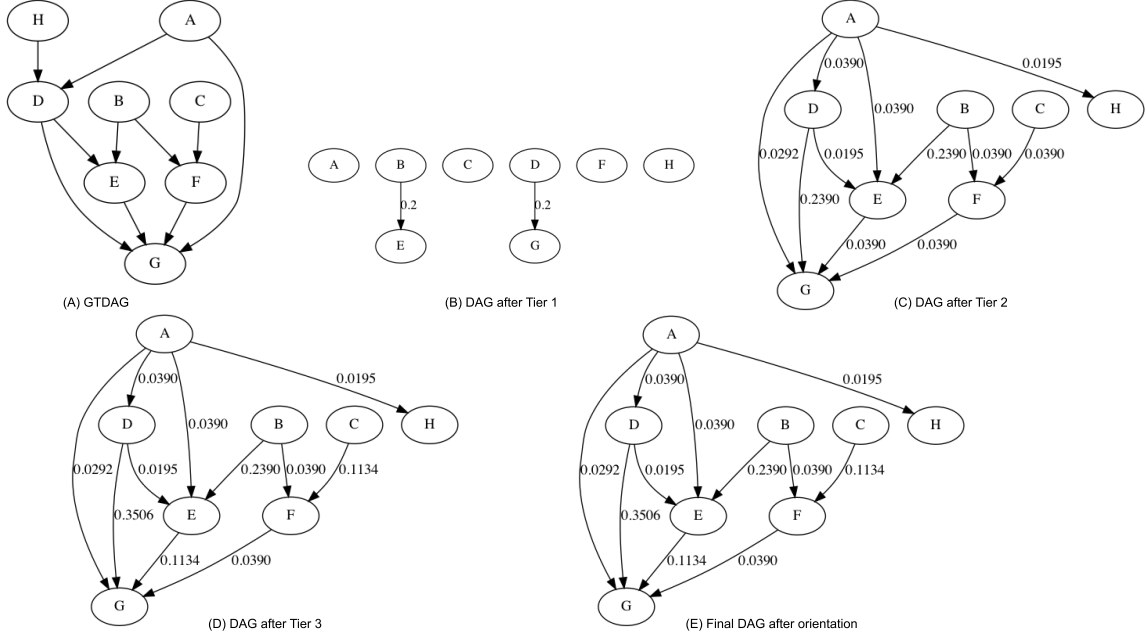 H A
D B C
E F
G
(A) GTDAG
A B C D F H
0.2 0.2
E G
(B) DAG after Tier 1
A
0.0390 0.0195
D B C H
0.0390
0.0292 0.0195 0.2390 0.0390 0.0390
0.2390 E F
0.0390 0.0390
G
(C) DAG after Tier 2
A
0.0390 0.0195
D B C H
0.0390
0.0292 0.0195 0.2390 0.0390 0.1134
0.3506 E F
0.1134 0.0390
G
(D) DAG after Tier 3
A
0.0390 0.0195
D B C H
0.0390
0.0292 0.0195 0.2390 0.0390 0.1134
0.3506 E F
0.1134 0.0390
G
(E) Final DAG after orientation